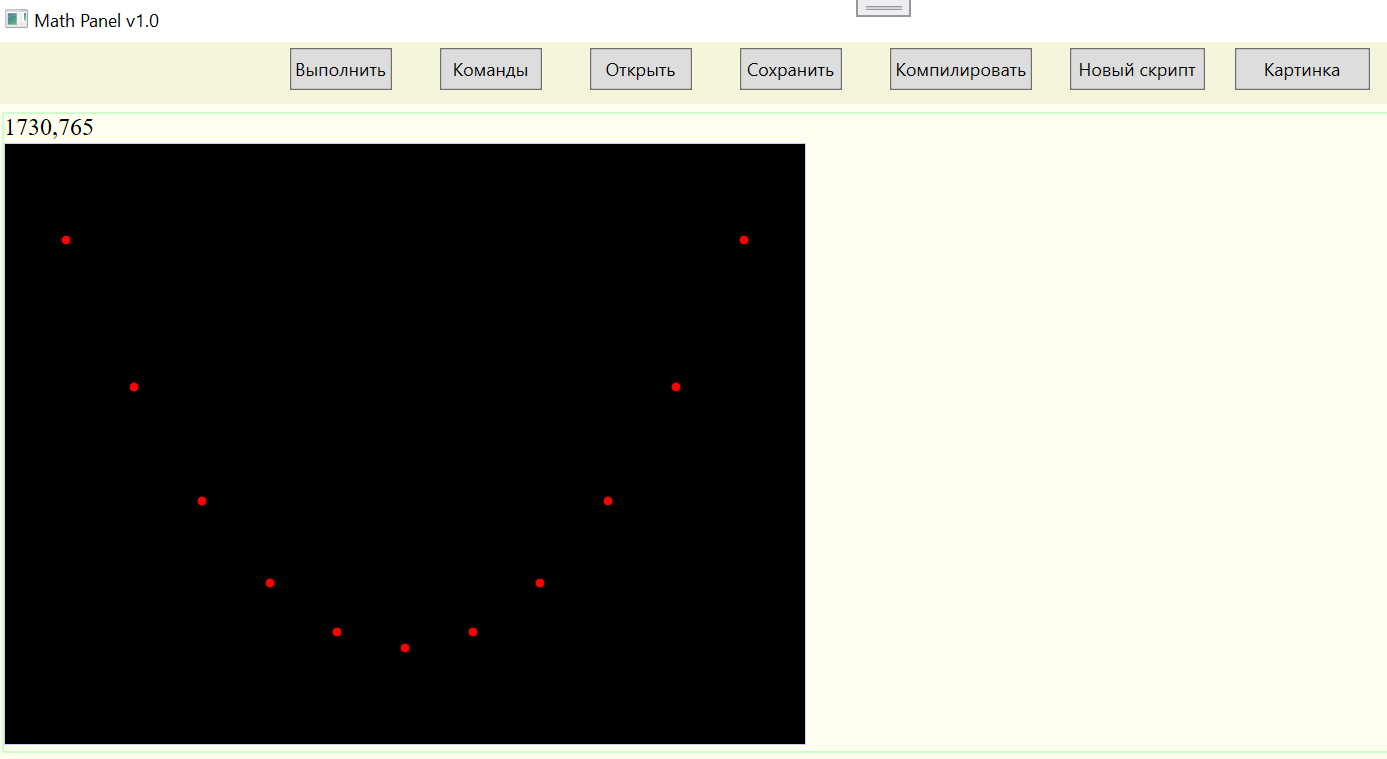 Math Panel v1.0
Выполнить Команды Открыть Сохранить Компилировать Новый скрипт Картинка
1730,765